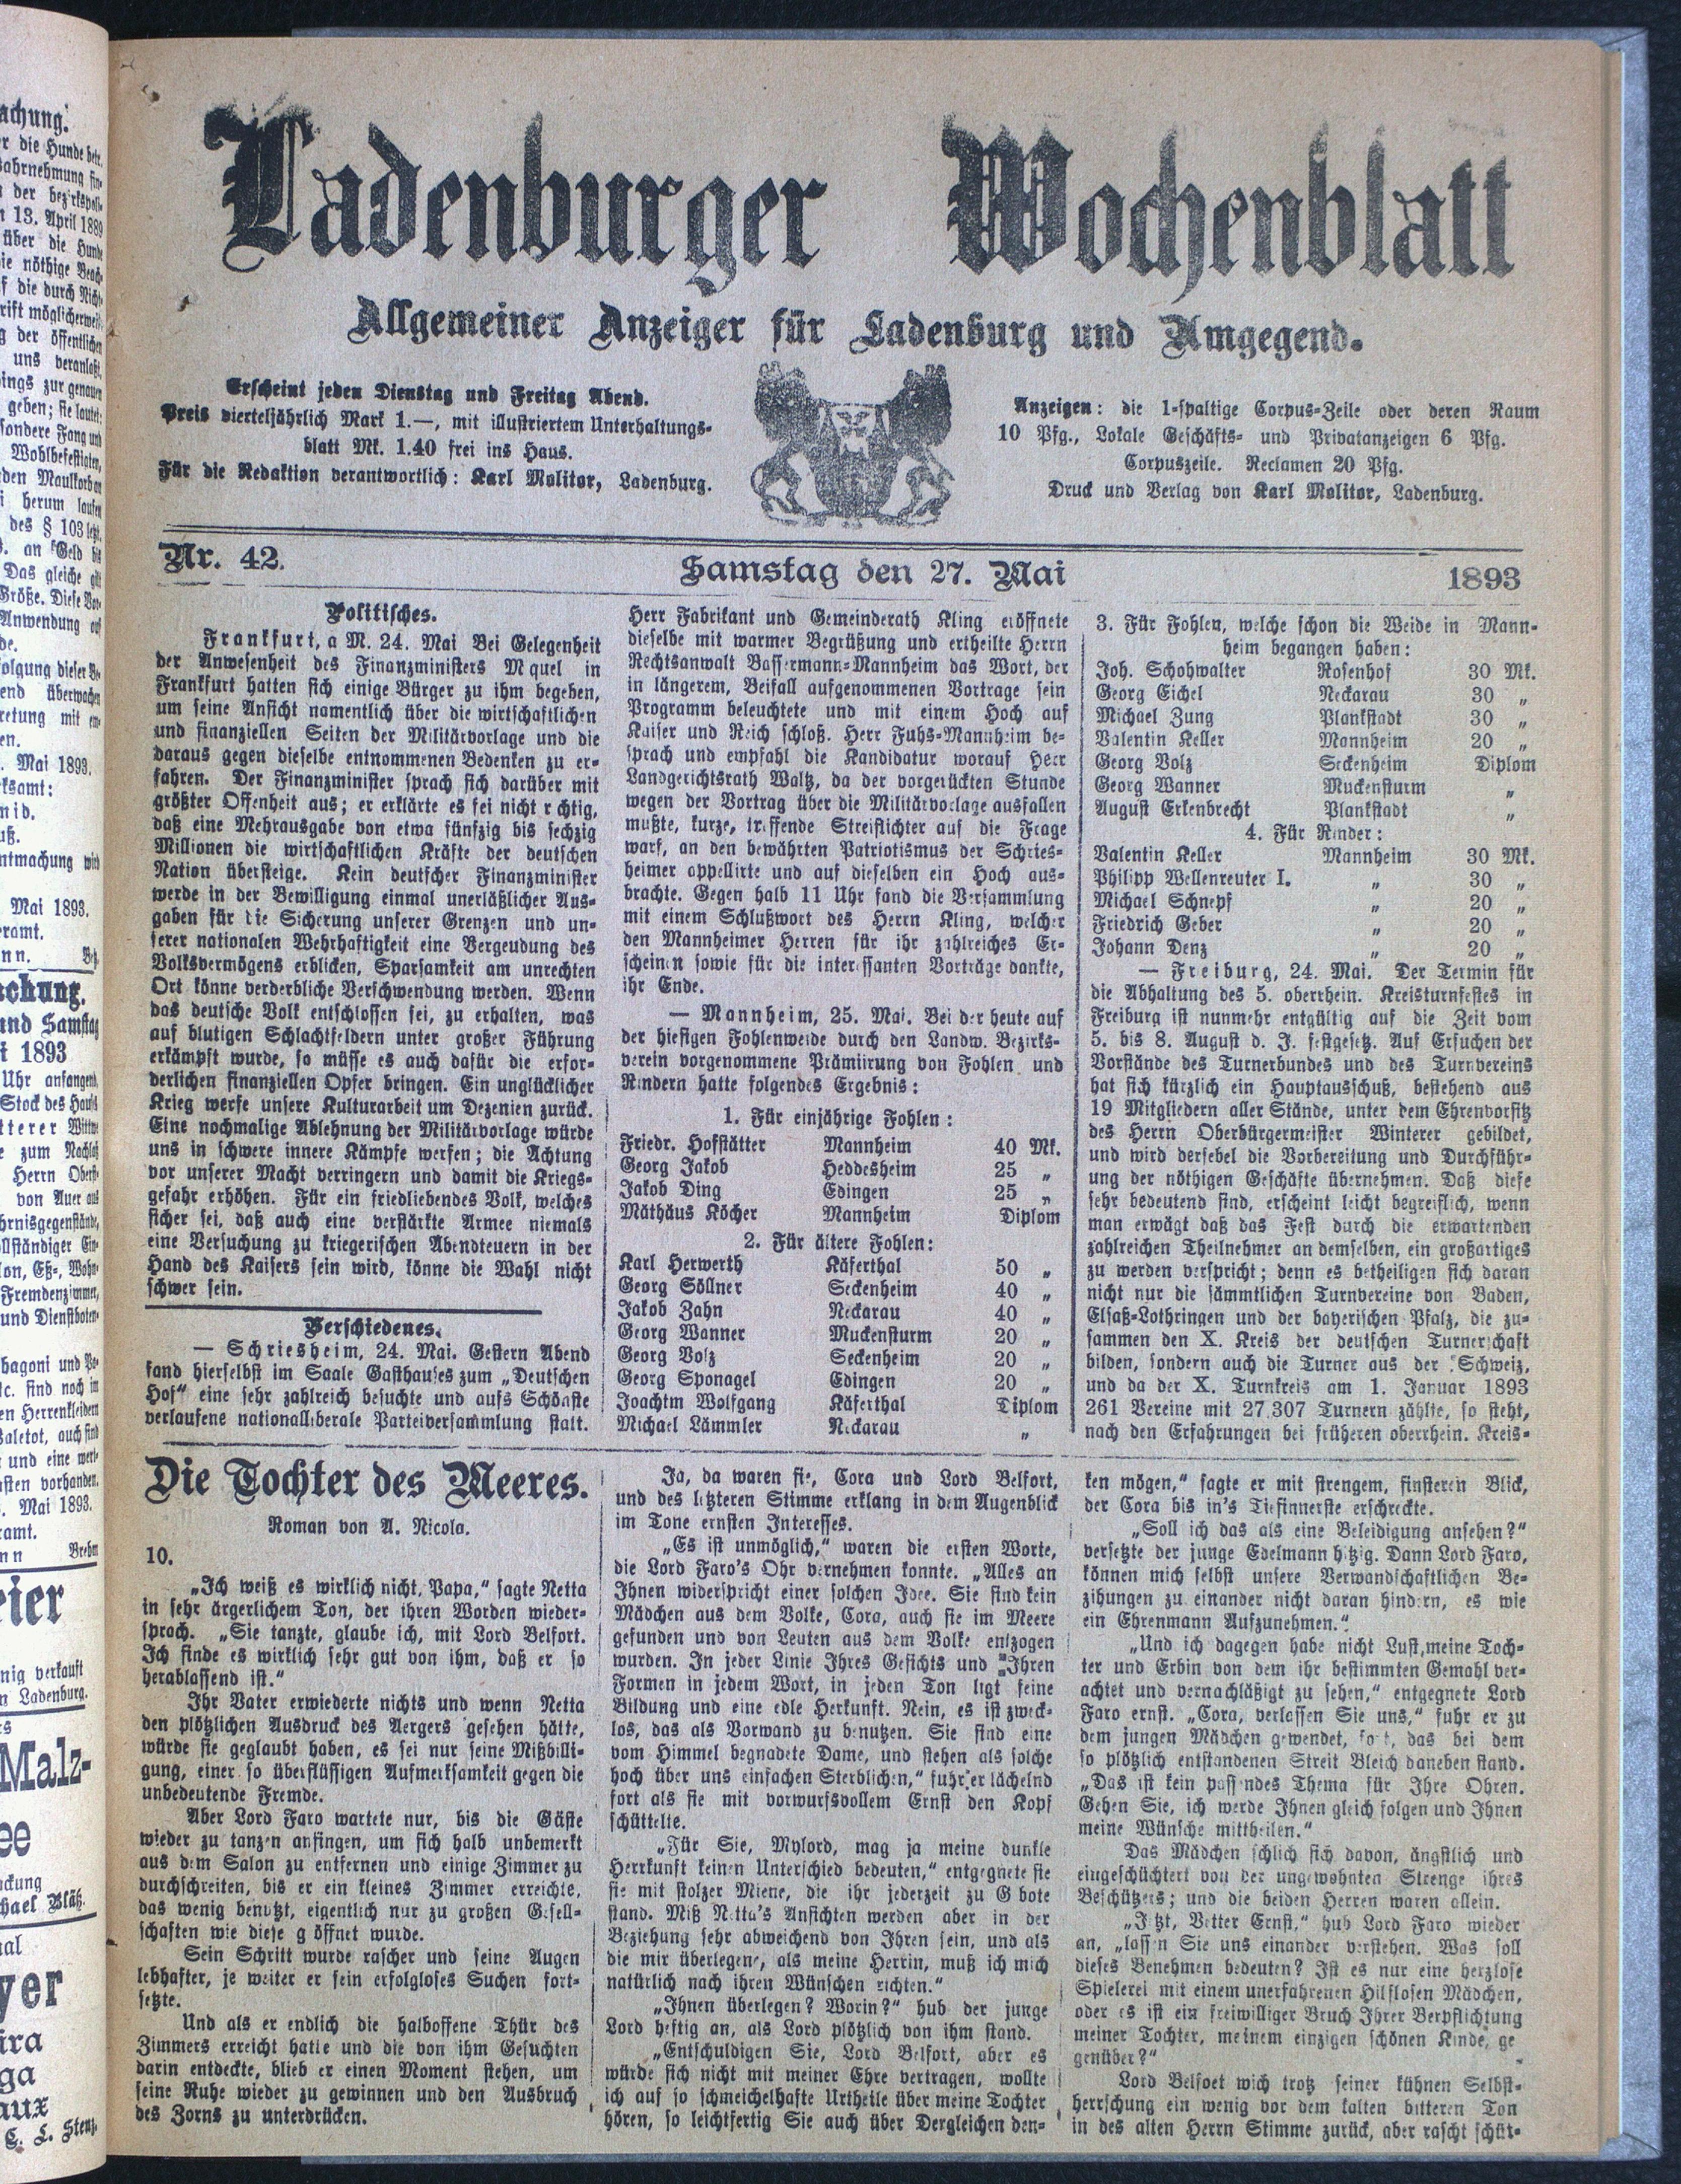 Ladenburger Wochenblatt
Allgemeiner Anzeiger für Ladenburg und Umgegend.
Erscheint jeden Dienstag und Freitag Abend.
Preis vierteljährlich Mark 1.—, mit illustriertem Unterhaltungs-
blatt Mk. 1.40 frei ins Haus.
Für die Redaktion verantwortlich: Karl Molitor, Ladenburg.
Anzeigen: die 1-spaltige Corpus-Zeile oder deren Raum
10 Pfg., Lokale Geschäfts- und Privatanzeigen 6 Pfg.
Corpuszeile. Reclamen 20 Pfg.
Druck und Verlag von Karl Molitor, Ladenburg.
Nr. 42. Samstag den 27. Mai 1893
Politisches.
Frankfurt, a M. 24. Mai Bei Gelegenheit
der Anwesenheit des Finanzministers M quel in
Frankfurt hatten sich einige Bürger zu ihm begeben,
um seine Ansicht namentlich über die wirtschaftlichen
und finanziellen Seiten der Militärvorlage und die
daraus gegen dieselbe entnommenen Bedenken zu er-
fahren. Der Finanzminister sprach sich darüber mit
größter Offenheit aus; er erklärte es sei nicht r chtig,
daß eine Mehrausgabe von etwa fünfzig bis sechzig
Millionen die wirtschaftlichen Kräfte der deutschen
Nation übersteige. Kein deutscher Finanzminister
werde in der Bewilligung einmal unerläßlicher Aus-
gaben für die Sicherung unserer Grenzen und un-
serer nationalen Wehrhaftigkeit eine Vergeudung des
Volksvermögens erblicken, Sparsamkeit am unrechten
Ort könne verderbliche Verschwendung werden. Wenn
das deutsche Volk entschlossen sei, zu erhalten, was
auf blutigen Schlachtfeldern unter großer Führung
erkämpft wurde, so müsse es auch dafür die erfor-
derlichen finanziellen Opfer bringen. Ein unglücklicher
Krieg werfe unsere Kulturarbeit um Dezenien zurück.
Eine nochmalige Ablehnung der Militärvorlage würde
uns in schwere innere Kämpfe werfen; die Achtung
vor unserer Macht verringern und damit die Kriegs-
gefahr erhöhen. Für ein friedliebendes Volk, welches
sicher sei, daß auch eine verstärkte Armee niemals
eine Versuchung zu kriegerischen Abendteuern in der
Hand des Kaisers sein wird, könne die Wahl nicht
schwer sein.
Verschiedenes.
— Schriesheim, 24. Mai. Gestern Abend
fand hierselbst im Saale Gasthauses zum „Deutschen
Hof“ eine sehr zahlreich besuchte und aufs Schönste
verlaufene nationalliberale Parteiversammlung statt.
Herr Fabrikant und Gemeinderath Kling eröffnete
dieselbe mit warmer Begrüßung und ertheilte Herrn
Rechtsanwalt Bassermann-Mannheim das Wort, der
in längerem, Beifall aufgenommenen Vortrage sein
Programm beleuchtete und mit einem Hoch auf
Kaiser und Reich schloß. Herr Fuhs-Mannheim be-
sprach und empfahl die Kandidatur worauf Herr
Landgerichtsrath Waltz, da der vorgerückten Stunde
wegen der Vortrag über die Militärvorlage ausfallen
mußte, kurze, treffende Streiflichter auf die Frage
warf, an den bewährten Patriotismus der Schries-
heimer appellirte und auf dieselben ein Hoch aus-
brachte. Gegen halb 11 Uhr fand die Versammlung
mit einem Schlußwort des Herrn Kling, welcher
den Mannheimer Herren für ihr zahlreiches Er-
scheinen sowie für die interessanten Vorträge dankte,
ihr Ende.
— Mannheim, 25. Mai. Bei der heute auf
der hiesigen Fohlenweide durch den Landw. Bezirks-
verein vorgenommene Prämiirung von Fohlen und
Rindern hatte folgendes Ergebnis:
1. Für einjährige Fohlen:
Friedr. Hofstätter Mannheim 40 Mk.
Georg Jakob Heddesheim 25 „
Jakob Ding Edingen 25 „
Mathäus Köcher Mannheim Diplom
2. Für ältere Fohlen:
Karl Herwerth Käferthal 50 „
Georg Söllner Seckenheim 40 „
Jakob Zahn Neckarau 40 „
Georg Wanner Muckensturm 20 „
Georg Volz Seckenheim 20 „
Georg Sponagel Edingen 20 „
Joachim Wolfgang Käferthal Diplom
Michael Lämmler Neckarau „
3. Für Fohlen, welche schon die Weide in Mann-
heim begangen haben:
Joh. Schohwalter Rosenhof 30 Mk.
Georg Eichel Neckarau 30 „
Michael Zung Plankstadt 30 „
Valentin Keller Mannheim 20 „
Georg Volz Seckenheim Diplom
Georg Wanner Muckensturm „
August Erkenbrecht Plankstadt „
4. Für Rinder:
Valentin Keller Mannheim 30 Mk.
Philipp Wellenreuter I. „ 30 „
Michael Schnepf „ 20 „
Friedrich Geber „ 20 „
Johann Denz „ 20 „
— Freiburg, 24. Mai. Der Termin für
die Abhaltung des 5. oberrhein. Kreisturnfestes in
Freiburg ist nunmehr entgültig auf die Zeit vom
5. bis 8. August d. J. festgesetz. Auf Ersuchen der
Vorstände des Turnerbundes und des Turnvereins
hat sich kürzlich ein Hauptausschuß, bestehend aus
19 Mitgliedern aller Stände, unter dem Ehrenvorsitz
des Herrn Oberbürgermeister Winterer gebildet,
und wird dersebel die Vorbereitung und Durchführ-
ung der nöthigen Geschäfte übernehmen. Daß diese
sehr bedeutend sind, erscheint leicht begreiflich, wenn
man erwägt daß das Fest durch die erwartenden
zahlreichen Theilnehmer an demselben, ein großartiges
zu werden verspricht; denn es betheiligen sich daran
nicht nur die sämmtlichen Turnvereine von Baden,
Elsaß-Lothringen und der bayerischen Pfalz, die zu-
sammen den X. Kreis der deutschen Turnerschaft
bilden, sondern auch die Turner aus der Schweiz,
und da der X. Turnkreis am 1. Januar 1893
261 Vereine mit 27,307 Turnern zählte, so steht,
nach den Erfahrungen bei früheren oberrhein. Kreis-
Die Tochter des Meeres.
Roman von A. Nicola.
10.
„Ich weiß es wirklich nicht, Papa,“ sagte Netta
in sehr ärgerlichem Ton, der ihren Worden wieder-
sprach. „Sie tanzte, glaube ich, mit Lord Belfort.
Ich finde es wirklich sehr gut von ihm, daß er so
herablassend ist.“
Ihr Vater erwiederte nichts und wenn Netta
den plötzlichen Ausdruck des Aergers gesehen hätte,
würde sie geglaubt haben, es sei nur seine Mißbilli-
gung, einer so überflüssigen Aufmerksamkeit gegen die
unbedeutende Fremde.
Aber Lord Faro wartete nur, bis die Gäste
wieder zu tanzen anfingen, um sich halb unbemerkt
aus dem Salon zu entfernen und einige Zimmer zu
durchschreiten, bis er ein kleines Zimmer erreichte,
das wenig benutzt, eigentlich nur zu großen Gesell-
schaften wie diese g öffnet wurde.
Sein Schritt wurde rascher und seine Augen
lebhafter, je weiter er sein erfolgloses Suchen fort-
setzte.
Und als er endlich die halboffene Thür des
Zimmers erreicht hatte und die von ihm Gesuchten
darin entdeckte, blieb er einen Moment stehen, um
seine Ruhe wieder zu gewinnen und den Ausbruch
des Zorns zu unterdrücken.
Ja, da waren sie, Cora und Lord Belfort,
und des letzteren Stimme erklang in dem Augenblick
im Tone ernsten Interesses.
„Es ist unmöglich,“ waren die ersten Worte,
die Lord Faro's Ohr vernehmen konnte. „Alles an
Ihnen widerspricht einer solchen Idee. Sie sind kein
Mädchen aus dem Volke, Cora, auch sie im Meere
gefunden und von Leuten aus dem Volke entzogen
wurden. In jeder Linie Ihres Gesichts und Ihren
Formen in jedem Wort, in jeden Ton ligt feine
Bildung und eine edle Herkunft. Nein, es ist zweck-
los, das als Vorwand zu benutzen. Sie sind eine
vom Himmel begnadete Dame, und stehen als solche
hoch über uns einfachen Sterblichen,“ fuhr er lächelnd
fort als sie mit vorwurfsvollem Ernst den Kopf
schüttelte.
„Für Sie, Mylord, mag ja meine dunkle
Herrkunft keinen Unterschied bedeuten,“ entgegnete sie
sie mit stolzer Miene, die ihr jederzeit zu G bote
stand. Miß Netta's Ansichten werden aber in der
Beziehung sehr abweichend von Ihren sein, und als
die mir überlegene, als meine Herrin, muß ich mich
natürlich nach ihren Wünschen richten.“
„Ihnen überlegen? Worin?“ hub der junge
Lord heftig an, als Lord plötzlich von ihm stand.
„Entschuldigen Sie, Lord Belfort, aber es
würde sich nicht mit meiner Ehre vertragen, wollte
ich auf so schmeichelhafte Urtheile über meine Tochter
hören, so leichtfertig Sie auch über Dergleichen den-
ken mögen,“ sagte er mit strengem, finsteren Blick,
der Cora bis in's Tiefinnerste erschreckte.
„Soll ich das als eine Beleidigung ansehen?“
versetzte der junge Edelmann hitzig. Dann Lord Faro,
können mich selbst unsere Verwandschaftlichen Be-
zihungen zu einander nicht daran hindern, es wie
ein Ehrenmann Aufzunehmen.“
„Und ich dagegen habe nicht Lust, meine Toch-
ter und Erbin von dem ihr bestimmten Gemahl ver-
achtet und vernachläßigt zu sehen,“ entgegnete Lord
Faro ernst. „Cora, verlassen Sie uns,“ fuhr er zu
dem jungen Mädchen gewendet, fort, das bei dem
so plötzlich entstandenen Streit Bleich daneben stand.
„Das ist kein passendes Thema für Ihre Ohren.
Gehen Sie, ich werde Ihnen gleich folgen und Ihnen
meine Wünsche mittheilen.“
Das Mädchen schlich sich davon, ängstlich und
eingeschüchtert von der ungewohnten Strenge ihres
Beschützers; und die beiden Herren waren allein.
„J tzt, Vetter Ernst,“ hub Lord Faro wieder
an, „lassen Sie uns einander verstehen. Was soll
dieses Benehmen bedeuten? Ist es nur eine herzlose
Spielerei mit einem unerfahrenen Hilflosen Mädchen,
oder es ist ein freiwilliger Bruch Ihrer Verpflichtung
meiner Tochter, meinem einzigen schönen Kinde, ge
genüber?“
Lord Belfoet wich trotz seiner kühnen Selbst-
herrschung ein wenig vor dem kalten bitteren Ton
in des alten Herrn Stimme zurück, aber rascht schüt-